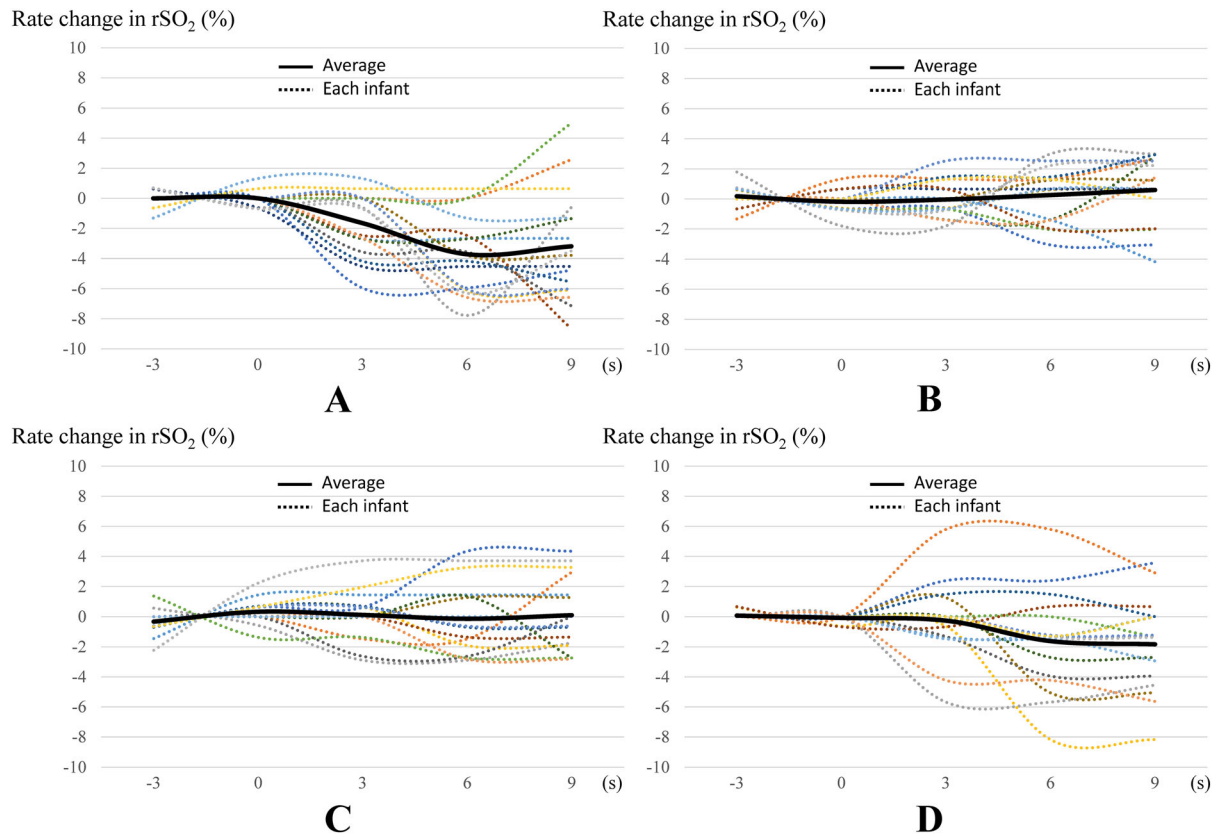 Rate change in rSO₂ (%)
10
8
6
4
2
0
-2
-4
-6
-8
-10
Average
Each infant
-3 0 3 6 9 (s)
A
Rate change in rSO₂ (%)
10
8
6
4
2
0
-2
-4
-6
-8
-10
Average
Each infant
-3 0 3 6 9 (s)
B
Rate change in rSO₂ (%)
10
8
6
4
2
0
-2
-4
-6
-8
-10
Average
Each infant
-3 0 3 6 9 (s)
C
Rate change in rSO₂ (%)
10
8
6
4
2
0
-2
-4
-6
-8
-10
Average
Each infant
-3 0 3 6 9 (s)
D